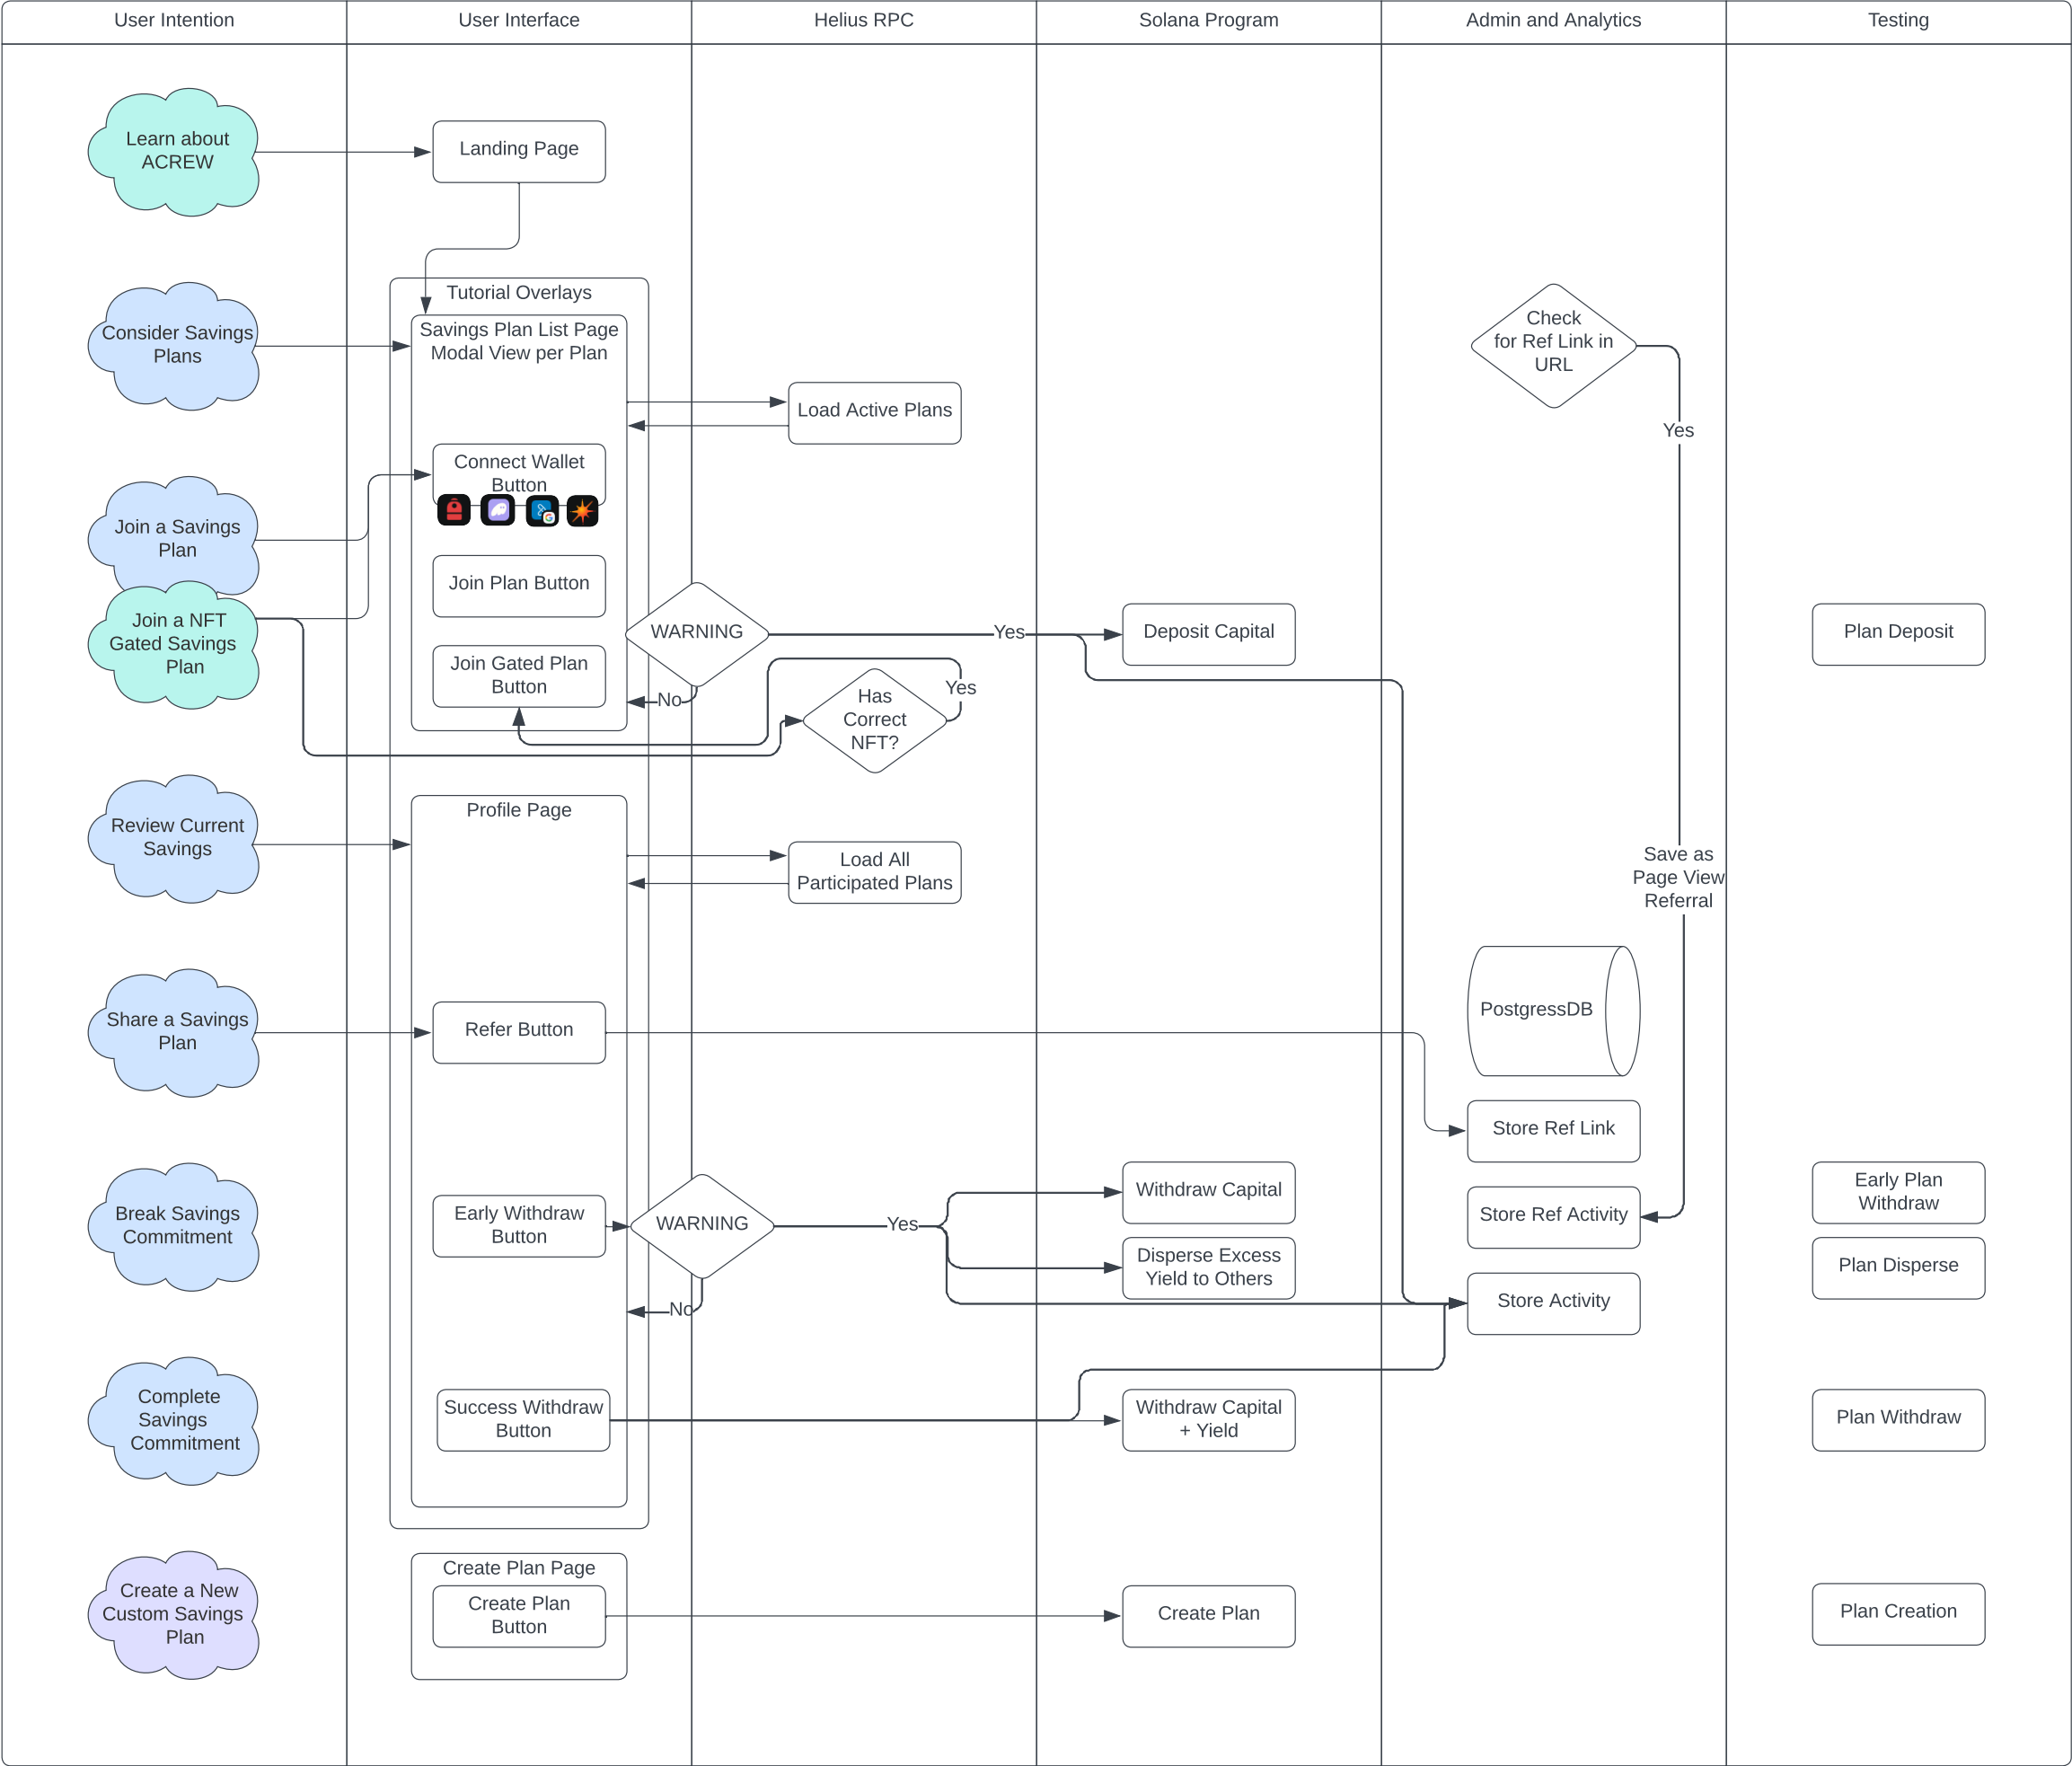 User Intention
User Interface
Helius RPC
Solana Program
Admin and Analytics
Testing
Learn about
ACREW
Landing Page
Consider Savings
Plans
Tutorial Overlays
Savings Plan List Page
Modal View per Plan
Check
for Ref Link in
URL
Load Active Plans
Yes
Connect Wallet
Button
Join a Savings
Plan
Join Plan Button
Join a NFT
Gated Savings
Plan
WARNING
Yes
Deposit Capital
Plan Deposit
Join Gated Plan
Button
No
Has
Correct
NFT?
Yes
Review Current
Savings
Profile Page
Load All
Participated Plans
Save as
Page View
Referral
Share a Savings
Plan
Refer Button
PostgressDB
Store Ref Link
Break Savings
Commitment
Early Withdraw
Button
WARNING
Yes
No
Withdraw Capital
Disperse Excess
Yield to Others
Store Ref Activity
Store Activity
Early Plan
Withdraw
Plan Disperse
Complete
Savings
Commitment
Success Withdraw
Button
Withdraw Capital
+ Yield
Plan Withdraw
Create a New
Custom Savings
Plan
Create Plan Page
Create Plan
Button
Create Plan
Plan Creation